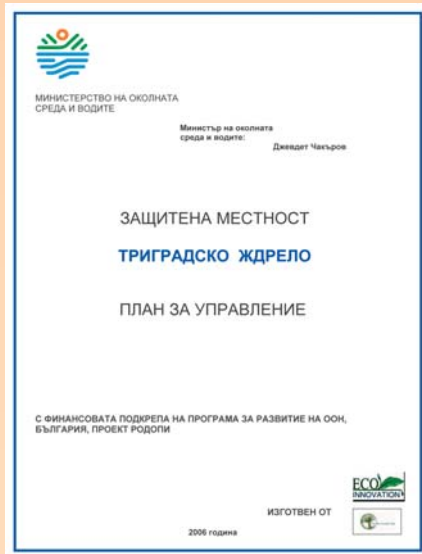 МИНИСТЕРСТВО НА ОКОЛНАТА
СРЕДА И ВОДИТЕ
Министър на околната
среда и водите:
Джевдет Чакъров
ЗАЩИТЕНА МЕСТНОСТ
ТРИГРАДСКО ЖДРЕЛО
ПЛАН ЗА УПРАВЛЕНИЕ
С ФИНАНСОВАТА ПОДКРЕПА НА ПРОГРАМА ЗА РАЗВИТИЕ НА ООН,
БЪЛГАРИЯ, ПРОЕКТ РОДОПИ
ECO
INNOVATION
ИЗГОТВЕН ОТ
2006 година